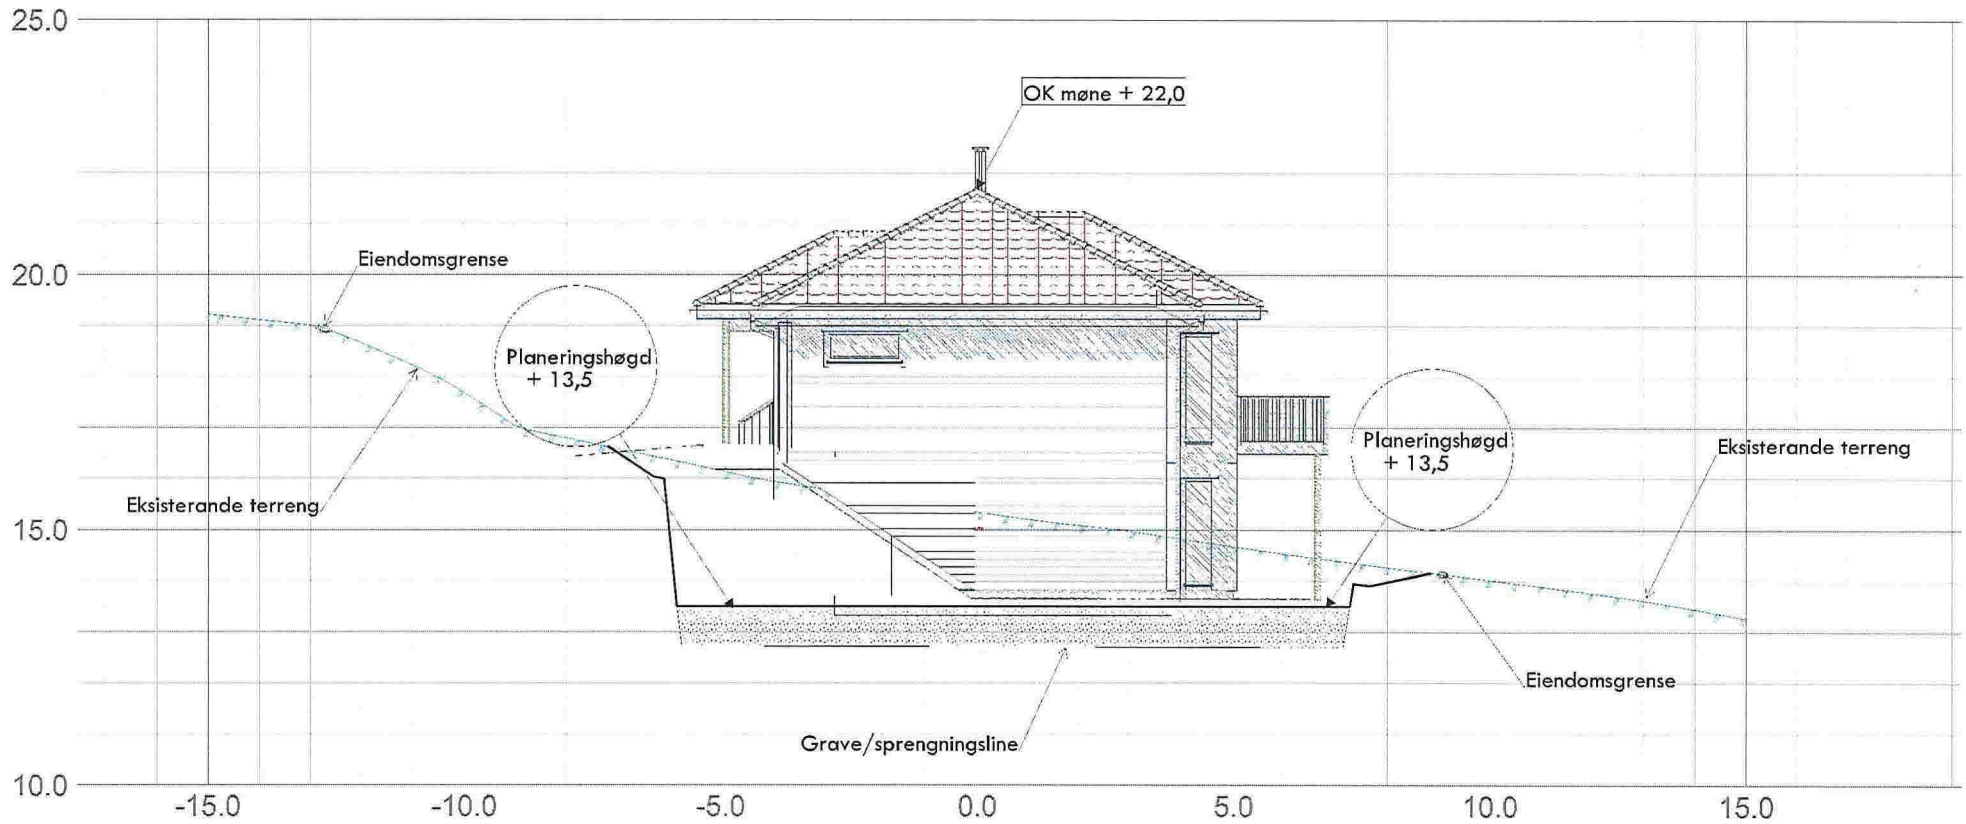 25.0
OK møne + 22,0
Eiendomsgrense
20.0
Planeringshøgd
+ 13,5
Planeringshøgd
+ 13,5
Eksisterande terreng
Eksisterande terreng
15.0
Eiendomsgrense
Grave/sprengningsline
10.0
-15.0 -10.0 -5.0 0.0 5.0 10.0 15.0